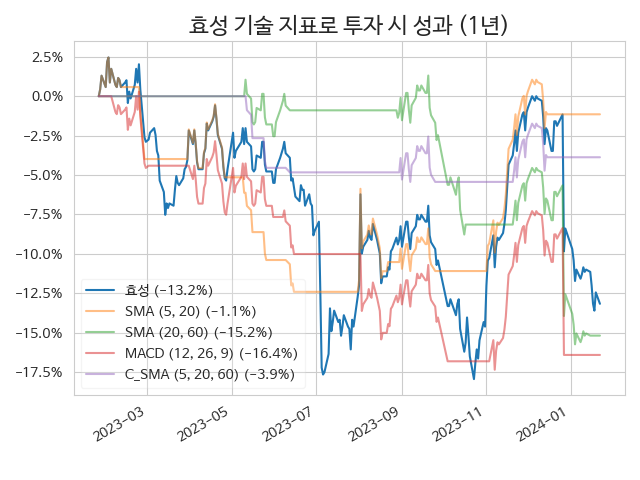 효성 기술 지표로 투자 시 성과 (1년)
2.5%
0.0%
−2.5%
−5.0%
−7.5%
−10.0%
−12.5%
−15.0%
−17.5%
효성 (−13.2%)
SMA (5, 20) (−1.1%)
SMA (20, 60) (−15.2%)
MACD (12, 26, 9) (−16.4%)
C_SMA (5, 20, 60) (−3.9%)
2023-03
2023-05
2023-07
2023-09
2023-11
2024-01